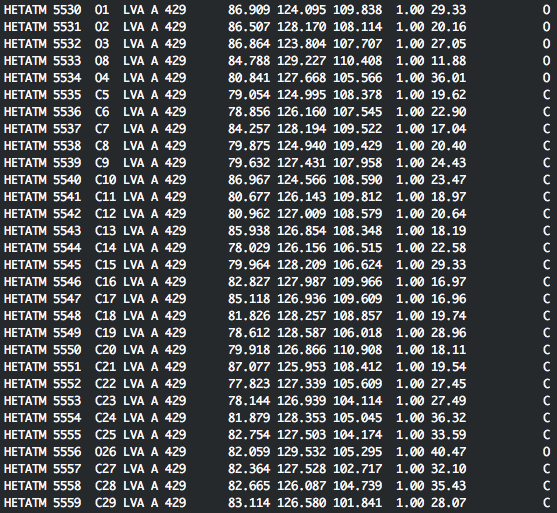 HETATM 5530  O1  LVA A 429      86.909 124.095 109.838  1.00 29.33           O
HETATM 5531  O2  LVA A 429      86.507 128.170 108.114  1.00 20.16           O
HETATM 5532  O3  LVA A 429      86.864 123.804 107.707  1.00 27.05           O
HETATM 5533  O8  LVA A 429      84.788 129.227 110.408  1.00 11.88           O
HETATM 5534  O4  LVA A 429      80.841 127.668 105.566  1.00 36.01           O
HETATM 5535  C5  LVA A 429      79.054 124.995 108.378  1.00 19.62           C
HETATM 5536  C6  LVA A 429      78.856 126.160 107.545  1.00 22.90           C
HETATM 5537  C7  LVA A 429      84.257 128.194 109.522  1.00 17.04           C
HETATM 5538  C8  LVA A 429      79.875 124.940 109.429  1.00 20.40           C
HETATM 5539  C9  LVA A 429      79.632 127.431 107.958  1.00 24.43           C
HETATM 5540  C10 LVA A 429      86.967 124.566 108.590  1.00 23.47           C
HETATM 5541  C11 LVA A 429      80.677 126.143 109.812  1.00 18.97           C
HETATM 5542  C12 LVA A 429      80.962 127.009 108.579  1.00 20.64           C
HETATM 5543  C13 LVA A 429      85.938 126.854 108.348  1.00 18.19           C
HETATM 5544  C14 LVA A 429      78.029 126.156 106.515  1.00 22.58           C
HETATM 5545  C15 LVA A 429      79.964 128.209 106.624  1.00 29.33           C
HETATM 5546  C16 LVA A 429      82.827 127.987 109.966  1.00 16.97           C
HETATM 5547  C17 LVA A 429      85.118 126.936 109.609  1.00 16.96           C
HETATM 5548  C18 LVA A 429      81.826 128.257 108.857  1.00 19.74           C
HETATM 5549  C19 LVA A 429      78.612 128.587 106.018  1.00 28.96           C
HETATM 5550  C20 LVA A 429      79.918 126.866 110.908  1.00 18.11           C
HETATM 5551  C21 LVA A 429      87.077 125.953 108.412  1.00 19.54           C
HETATM 5552  C22 LVA A 429      77.823 127.339 105.609  1.00 27.45           C
HETATM 5553  C23 LVA A 429      78.144 126.939 104.114  1.00 27.49           C
HETATM 5554  C24 LVA A 429      81.879 128.353 105.045  1.00 36.32           C
HETATM 5555  C25 LVA A 429      82.754 127.503 104.174  1.00 33.59           C
HETATM 5556  O26 LVA A 429      82.059 129.532 105.295  1.00 40.47           O
HETATM 5557  C27 LVA A 429      82.364 127.528 102.717  1.00 32.10           C
HETATM 5558  C28 LVA A 429      82.665 126.087 104.739  1.00 35.43           C
HETATM 5559  C29 LVA A 429      83.114 126.580 101.841  1.00 28.07           C